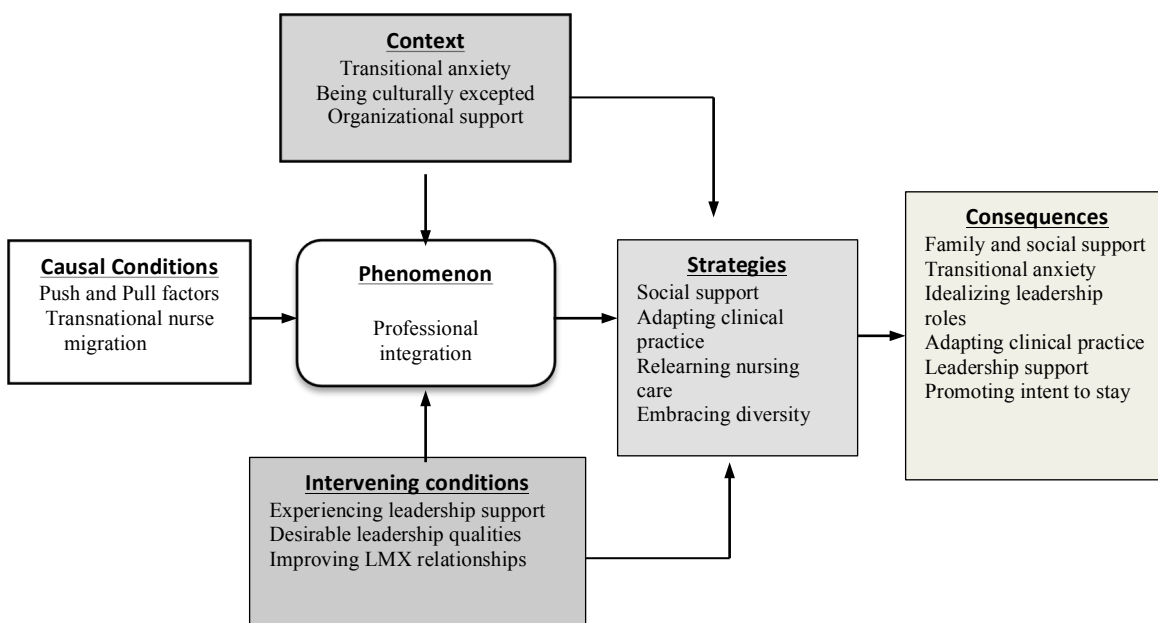 Context
Transitional anxiety
Being culturally excepted
Organizational support
Causal Conditions
Push and Pull factors
Transnational nurse
migration
Phenomenon
Professional
integration
Strategies
Social support
Adapting clinical
practice
Relearning nursing
care
Embracing diversity
Consequences
Family and social support
Transitional anxiety
Idealizing leadership
roles
Adapting clinical practice
Leadership support
Promoting intent to stay
Intervening conditions
Experiencing leadership support
Desirable leadership qualities
Improving LMX relationships